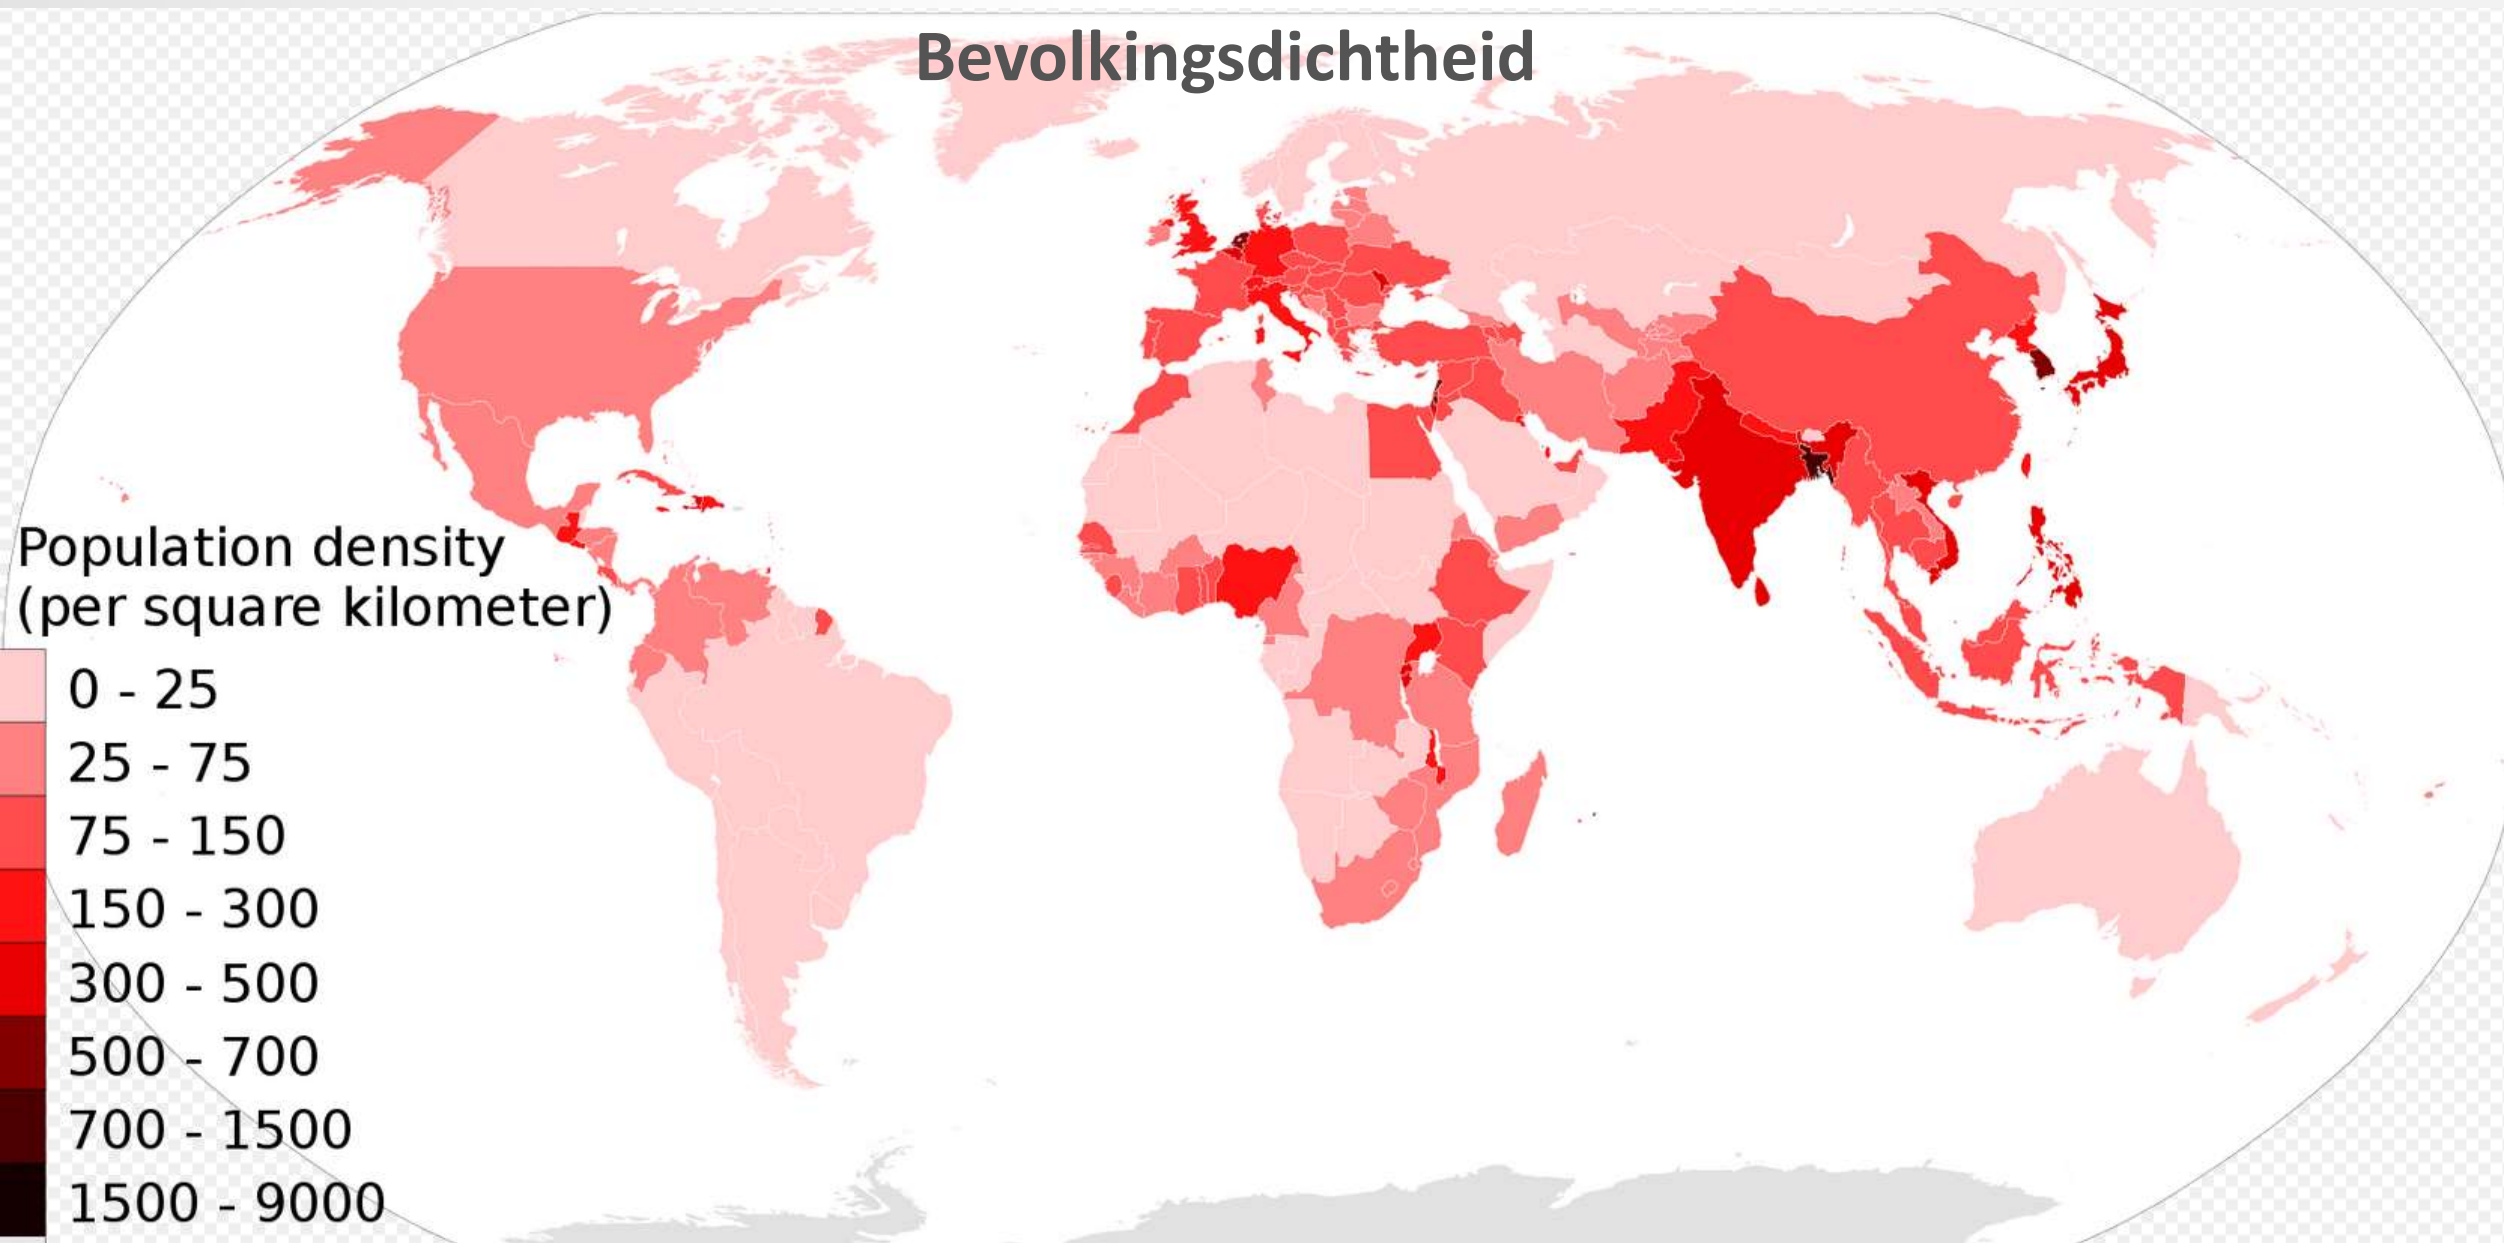 Bevolkingsdichtheid
Population density
(per square kilometer)
0 - 25
25 - 75
75 - 150
150 - 300
300 - 500
500 - 700
700 - 1500
1500 - 9000